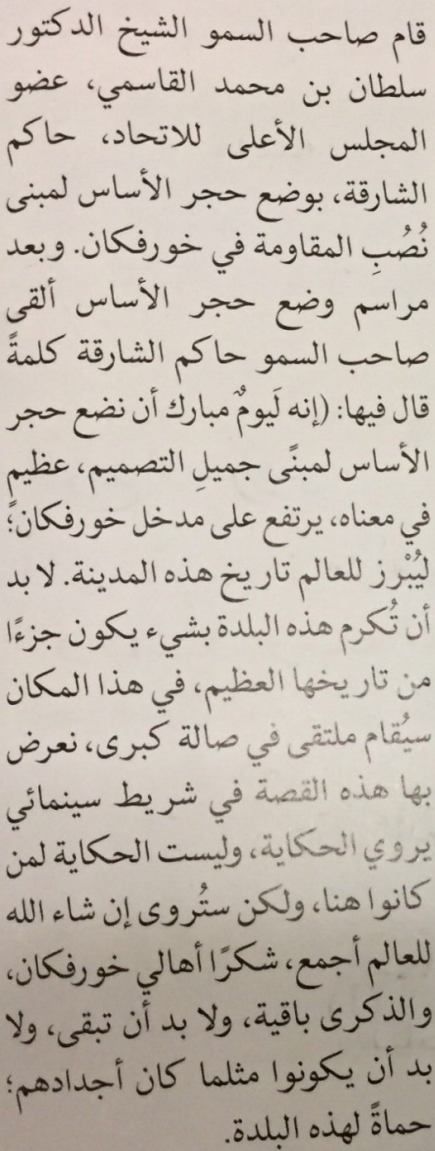 قام صاحب السمو الشيخ الدكتور
سلطان بن محمد القاسمي، عضو
المجلس الأعلى للاتحاد، حاكم
الشارقة، بوضع حجر الأساس لمبنى
نُصُبِ المقاومة في خورفكان. وبعد
مراسم وضع حجر الأساس ألقى
صاحب السمو حاكم الشارقة كلمةً
قال فيها: (إنه لَيومٌ مبارك أن نضع حجر
الأساس لمبنًى جميلِ التصميم، عظيمٍ
في معناه، يرتفع على مدخل خورفكان؛
ليُبْرز للعالم تاريخ هذه المدينة. لا بد
أن تُكرم هذه البلدة بشيء يكون جزءًا
من تاريخها العظيم، في هذا المكان
سيُقام ملتقى في صالة كبرى، نعرض
بها هذه القصة في شريط سينمائي
يروي الحكاية، وليست الحكاية لمن
كانوا هنا، ولكن ستُروى إن شاء الله
للعالم أجمع، شكرًا أهالي خورفكان،
والذكرى باقية، ولا بد أن تبقى، ولا
بد أن يكونوا مثلما كان أجدادهم؛
حماةً لهذه البلدة.